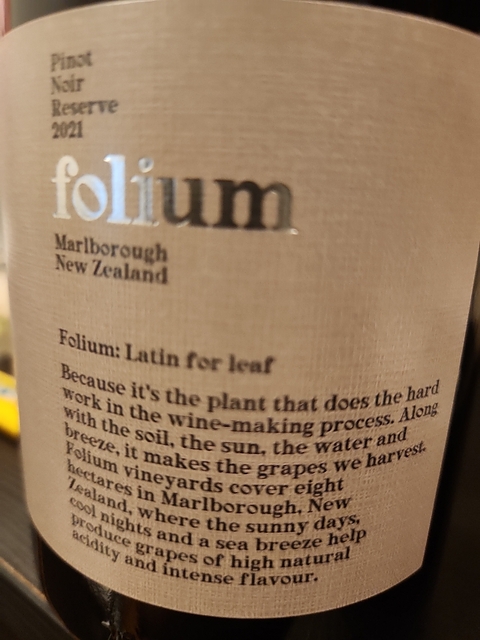 Pinot
Noir
Reserve
2021
folium
Marlborough
New Zealand
Folium: Latin for leaf
Because it's the plant that does the hard
work in the wine-making process. Along
with the soil, the sun, the water and
breeze, it makes the grapes we harvest.
Folium vineyards cover eight
hectares in Marlborough, New
Zealand, where the sunny days,
cool nights and a sea breeze help
produce grapes of high natural
acidity and intense flavour.